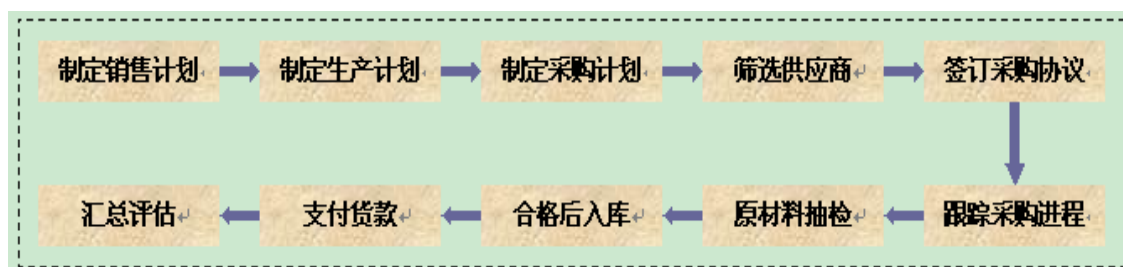 制定销售计划
制定生产计划
制定采购计划
筛选供应商
签订采购协议
跟踪采购进程
原材料抽检
合格后入库
支付货款
汇总评估